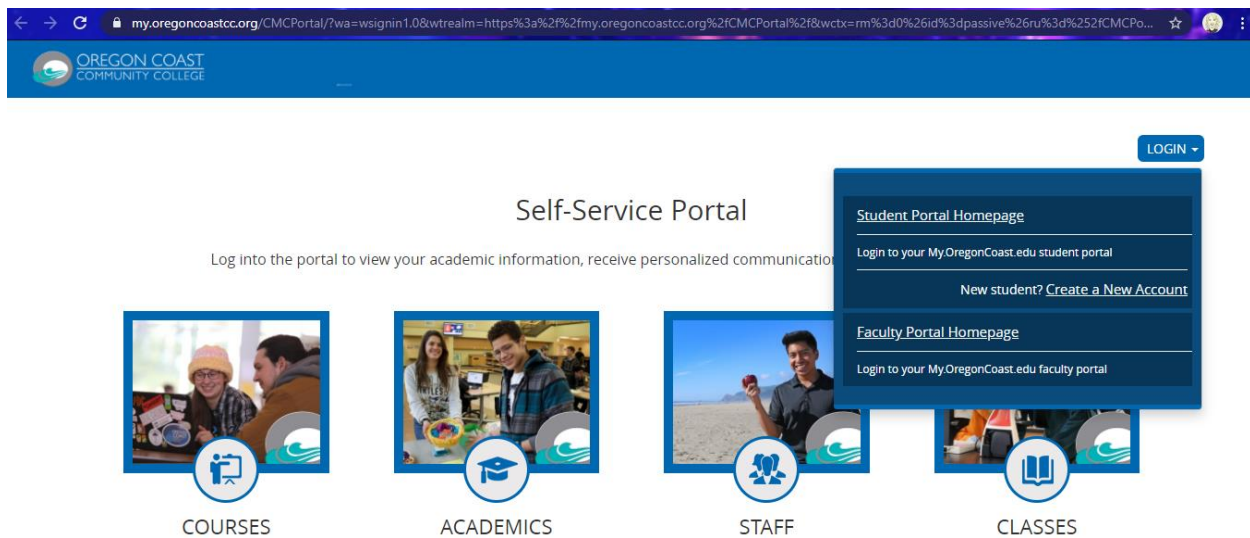 my.oregoncoastcc.org/CMCPortal/?wa=wsignin1.0&wtrealm=https%3a%2f%2fmy.oregoncoastcc.org%2fCMCPortal%2f&wctx=rm%3d0%26id%3dpassive%26ru%3d%252fCMCPo...
OREGON COAST
COMMUNITY COLLEGE
LOGIN
Self-Service Portal
Log into the portal to view your academic information, receive personalized communication
Student Portal Homepage
Login to your My.OregonCoast.edu student portal
New student? Create a New Account
Faculty Portal Homepage
Login to your My.OregonCoast.edu faculty portal
COURSES
ACADEMICS
STAFF
CLASSES